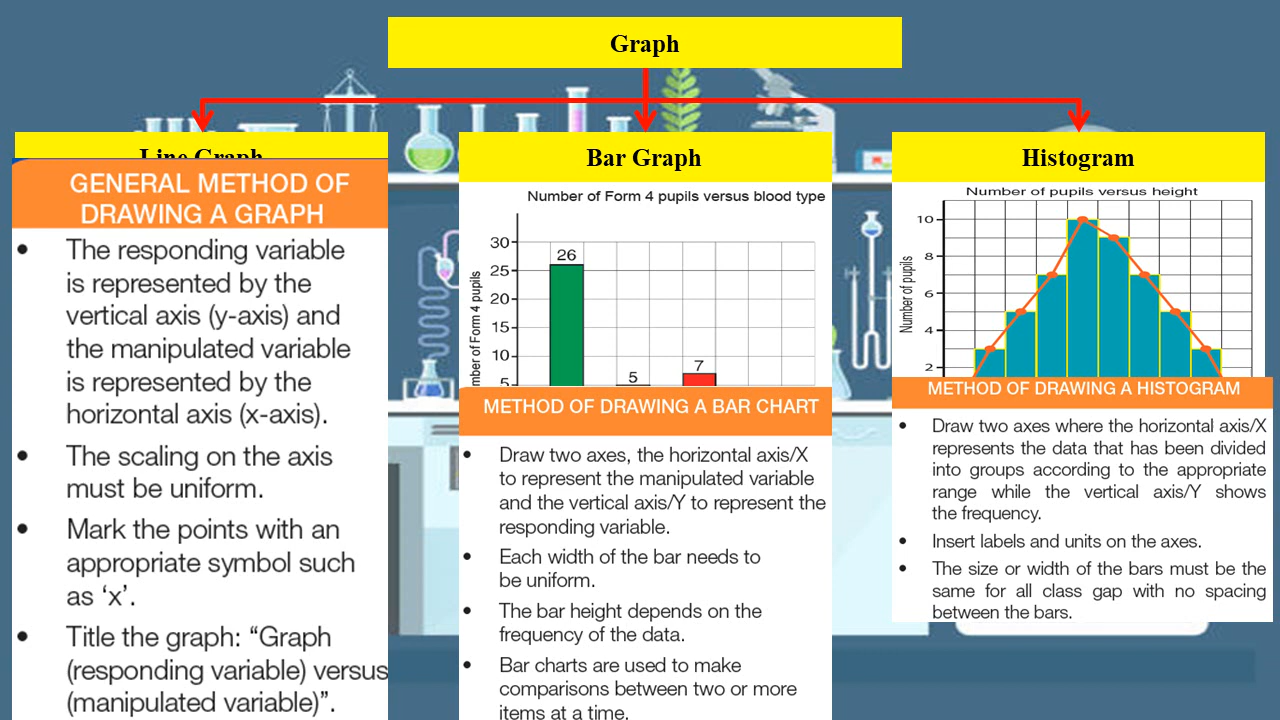 Graph
Line Graph
GENERAL METHOD OF
DRAWING A GRAPH
• The responding variable
is represented by the
vertical axis (y-axis) and
the manipulated variable
is represented by the
horizontal axis (x-axis).
• The scaling on the axis
must be uniform.
• Mark the points with an
appropriate symbol such
as ‘x’.
• Title the graph: “Graph
(responding variable) versus
(manipulated variable)”.
Bar Graph
Number of Form 4 pupils versus blood type
mber of Form 4 pupils
30
25
20
15
10
5
26
5
7
METHOD OF DRAWING A BAR CHART
• Draw two axes, the horizontal axis/X
to represent the manipulated variable
and the vertical axis/Y to represent the
responding variable.
• Each width of the bar needs to
be uniform.
• The bar height depends on the
frequency of the data.
• Bar charts are used to make
comparisons between two or more
items at a time.
Histogram
Number of pupils versus height
Number of pupils
10
8
6
4
2
METHOD OF DRAWING A HISTOGRAM
• Draw two axes where the horizontal axis/X
represents the data that has been divided
into groups according to the appropriate
range while the vertical axis/Y shows
the frequency.
• Insert labels and units on the axes.
• The size or width of the bars must be the
same for all class gap with no spacing
between the bars.